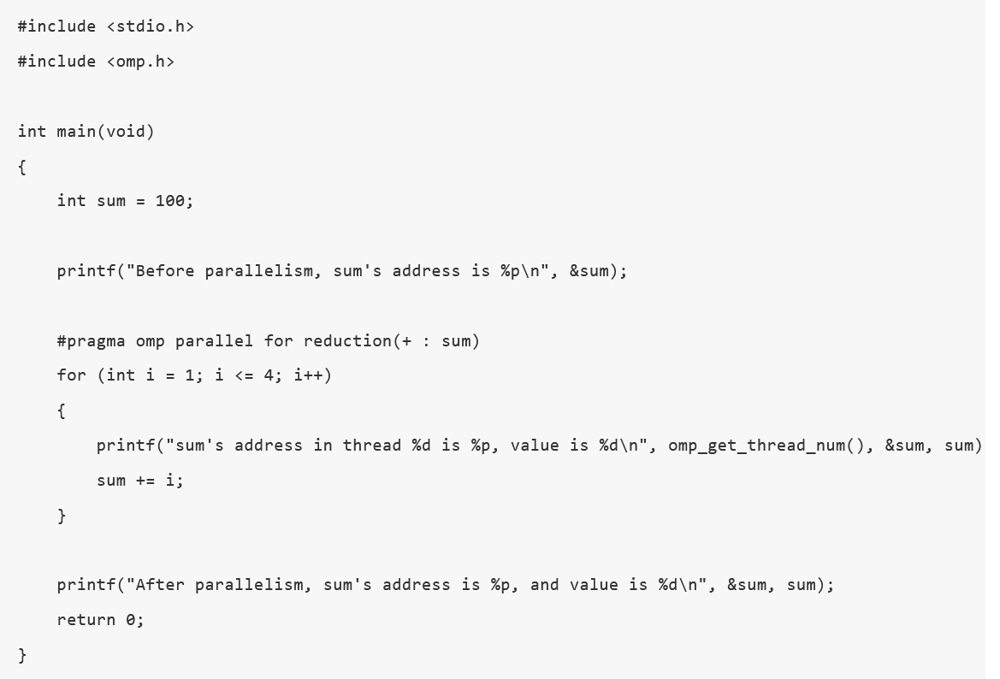 #include <stdio.h>
#include <omp.h>
int main(void)
{
    int sum = 100;
    printf("Before parallelism, sum's address is %p\n", &sum);
    #pragma omp parallel for reduction(+ : sum)
    for (int i = 1; i <= 4; i++)
    {
        printf("sum's address in thread %d is %p, value is %d\n", omp_get_thread_num(), &sum, sum)
        sum += i;
    }
    printf("After parallelism, sum's address is %p, and value is %d\n", &sum, sum);
    return 0;
}